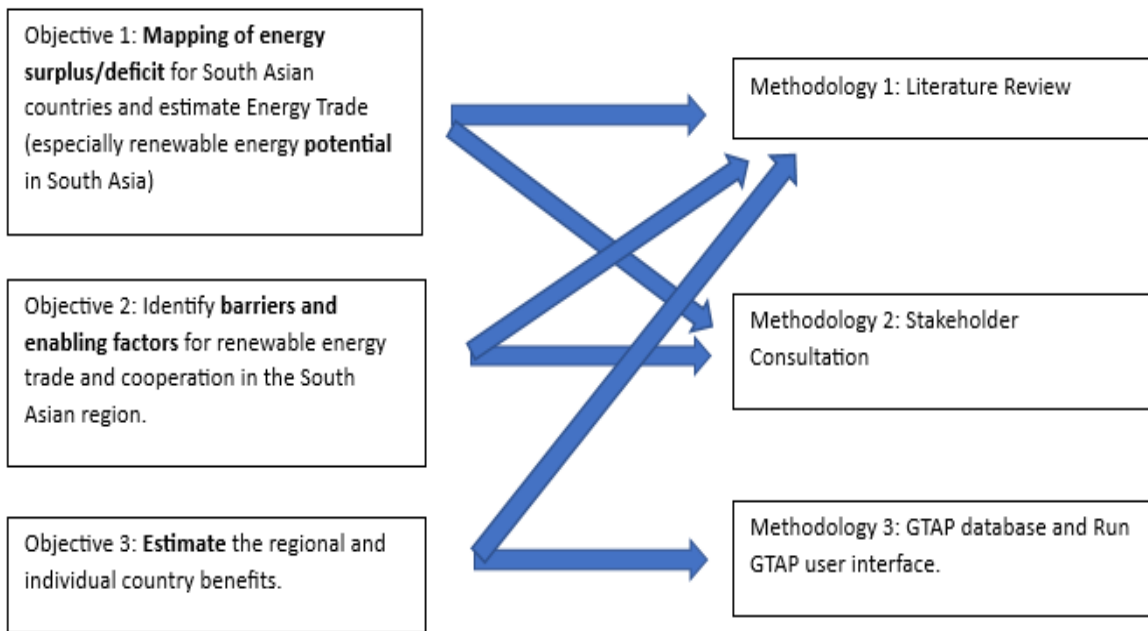 Objective 1: Mapping of energy
surplus/deficit for South Asian
countries and estimate Energy Trade
(especially renewable energy potential
in South Asia)
Methodology 1: Literature Review
Objective 2: Identify barriers and
enabling factors for renewable energy
trade and cooperation in the South
Asian region.
Methodology 2: Stakeholder
Consultation
Objective 3: Estimate the regional and
individual country benefits.
Methodology 3: GTAP database and Run
GTAP user interface.